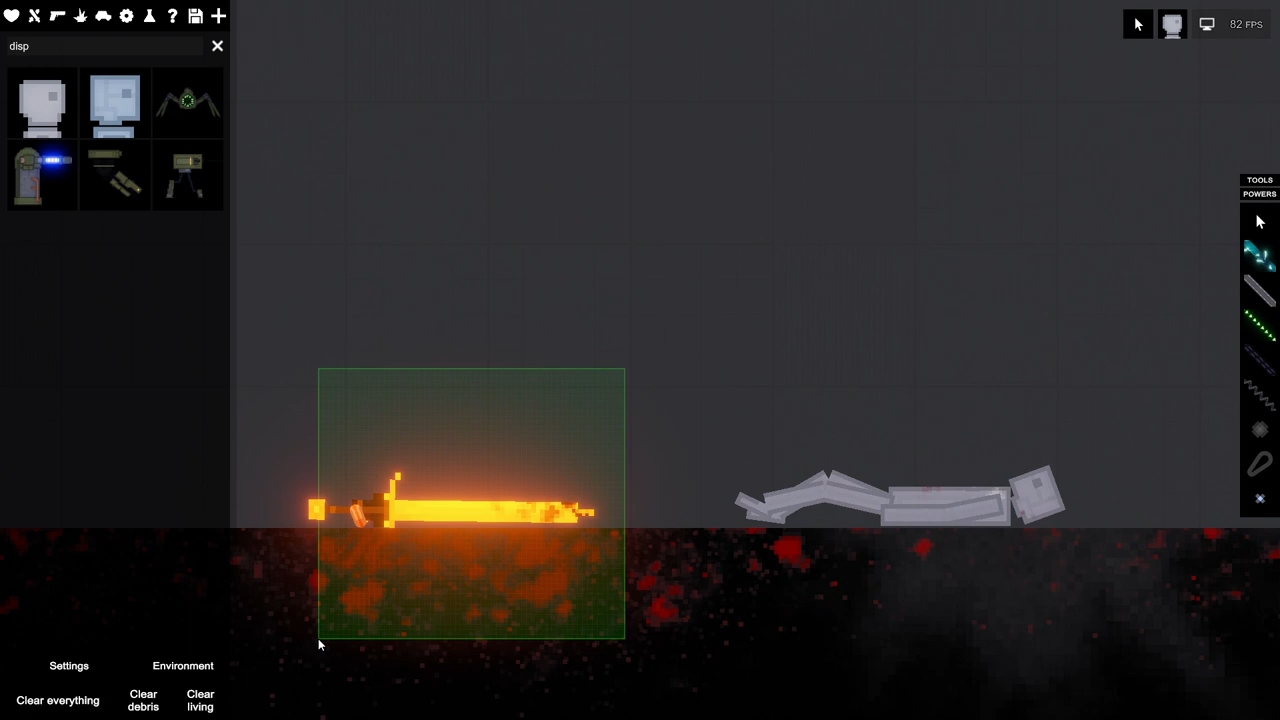 disp
82 FPS
TOOLS
POWERS
Settings
Environment
Clear everything
Clear
debris
Clear
living